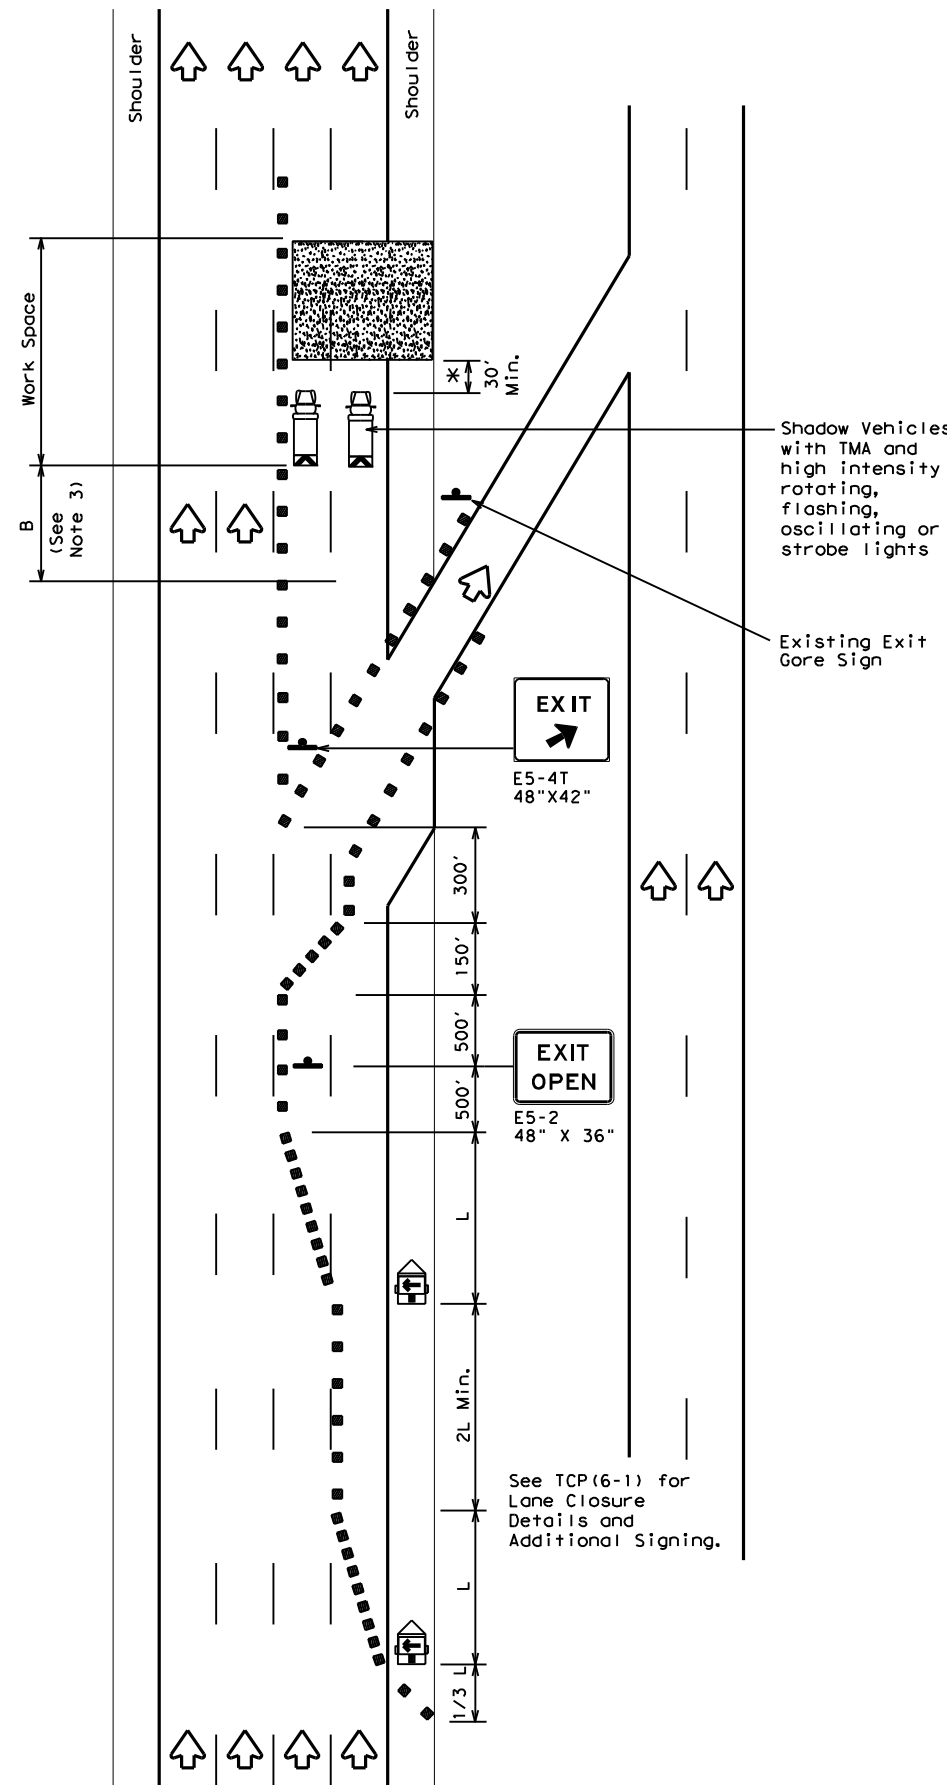 Shoulder
Shoulder
Work Space
*
30'
Min.
Shadow Vehicles
with TMA and
high intensity
rotating,
flashing,
oscillating or
strobe lights
B
(See
Note 3)
Existing Exit
Gore Sign
EXIT
E5-4T
48"X42"
300'
150'
500'
EXIT
OPEN
500'
E5-2
48" X 36"
L
2L Min.
See TCP(6-1) for
Lane Closure
Details and
Additional Signing.
L
1/3 L